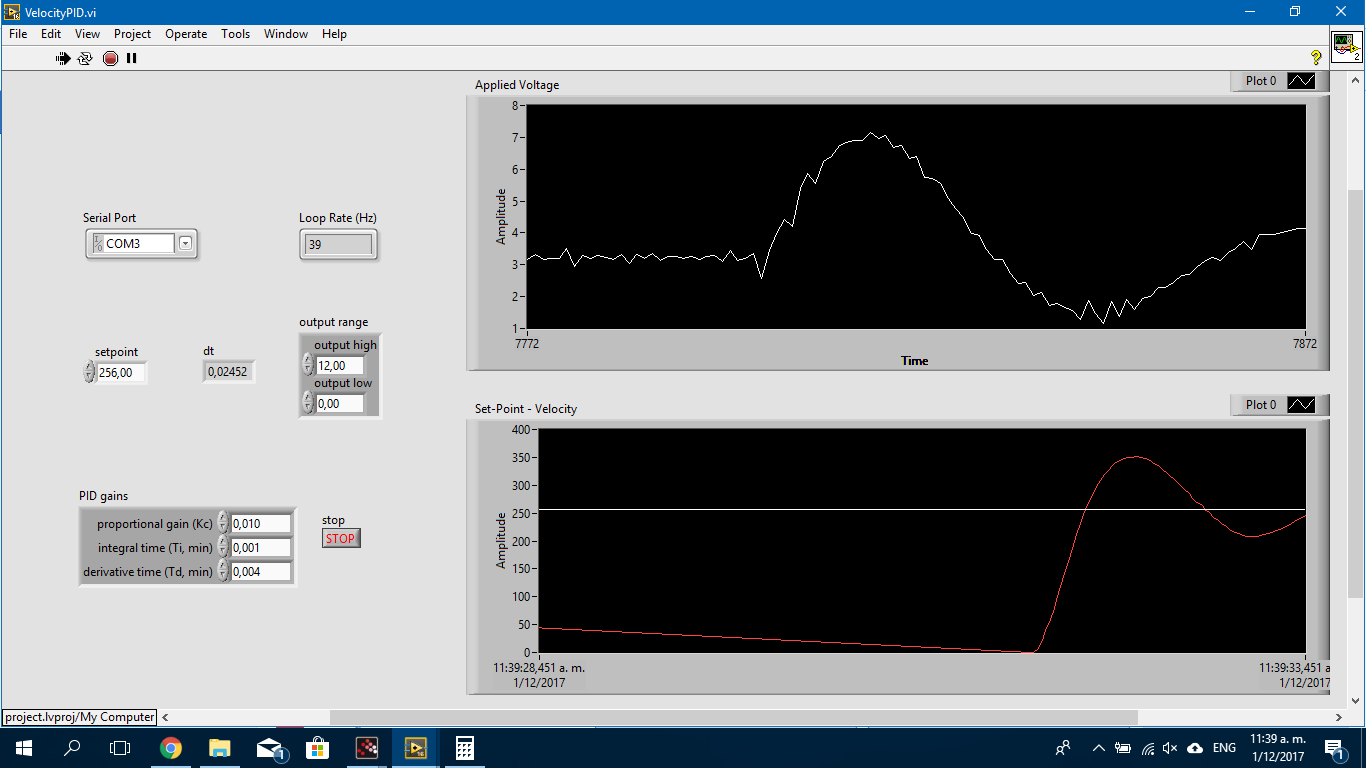 VelocityPID.vi
File Edit View Project Operate Tools Window Help
2
Applied Voltage
Plot 0
8
7
6
5
4
3
2
1
Amplitude
7772
7872
Time
Serial Port
I/O COM3
Loop Rate (Hz)
39
setpoint
256,00
dt
0,02452
output range
output high
12,00
output low
0,00
PID gains
proportional gain (Kc) 0,010
integral time (Ti, min) 0,001
derivative time (Td, min) 0,004
stop
STOP
Set-Point - Velocity
Plot 0
400
350
300
250
200
150
100
50
0
Amplitude
11:39:28,451 a. m.
1/12/2017
11:39:33,451 a
1/12/2017
project.lvproj/My Computer
16
1
ENG
11:39 a. m.
1/12/2017
1